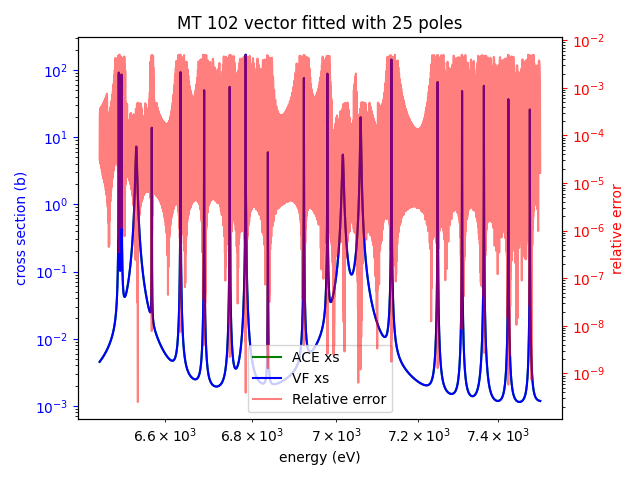 MT 102 vector fitted with 25 poles
cross section (b)
10²
10¹
10⁰
10⁻¹
10⁻²
10⁻³
10⁻²
10⁻³
10⁻⁴
10⁻⁵
10⁻⁶
10⁻⁷
10⁻⁸
10⁻⁹
relative error
ACE xs
VF xs
Relative error
6.6 × 10³ 6.8 × 10³ 7 × 10³ 7.2 × 10³ 7.4 × 10³
energy (eV)